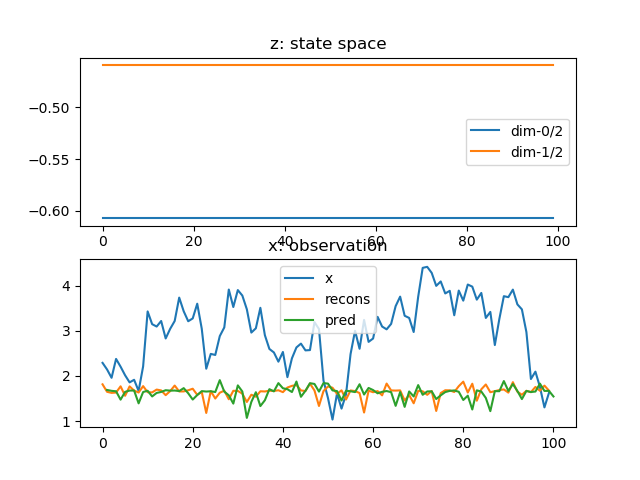 z: state space
−0.50
−0.55
−0.60
dim-0/2
dim-1/2
0 20 40 60 80 100
x: observation
4
3
2
1
x
recons
pred
0 20 40 60 80 100